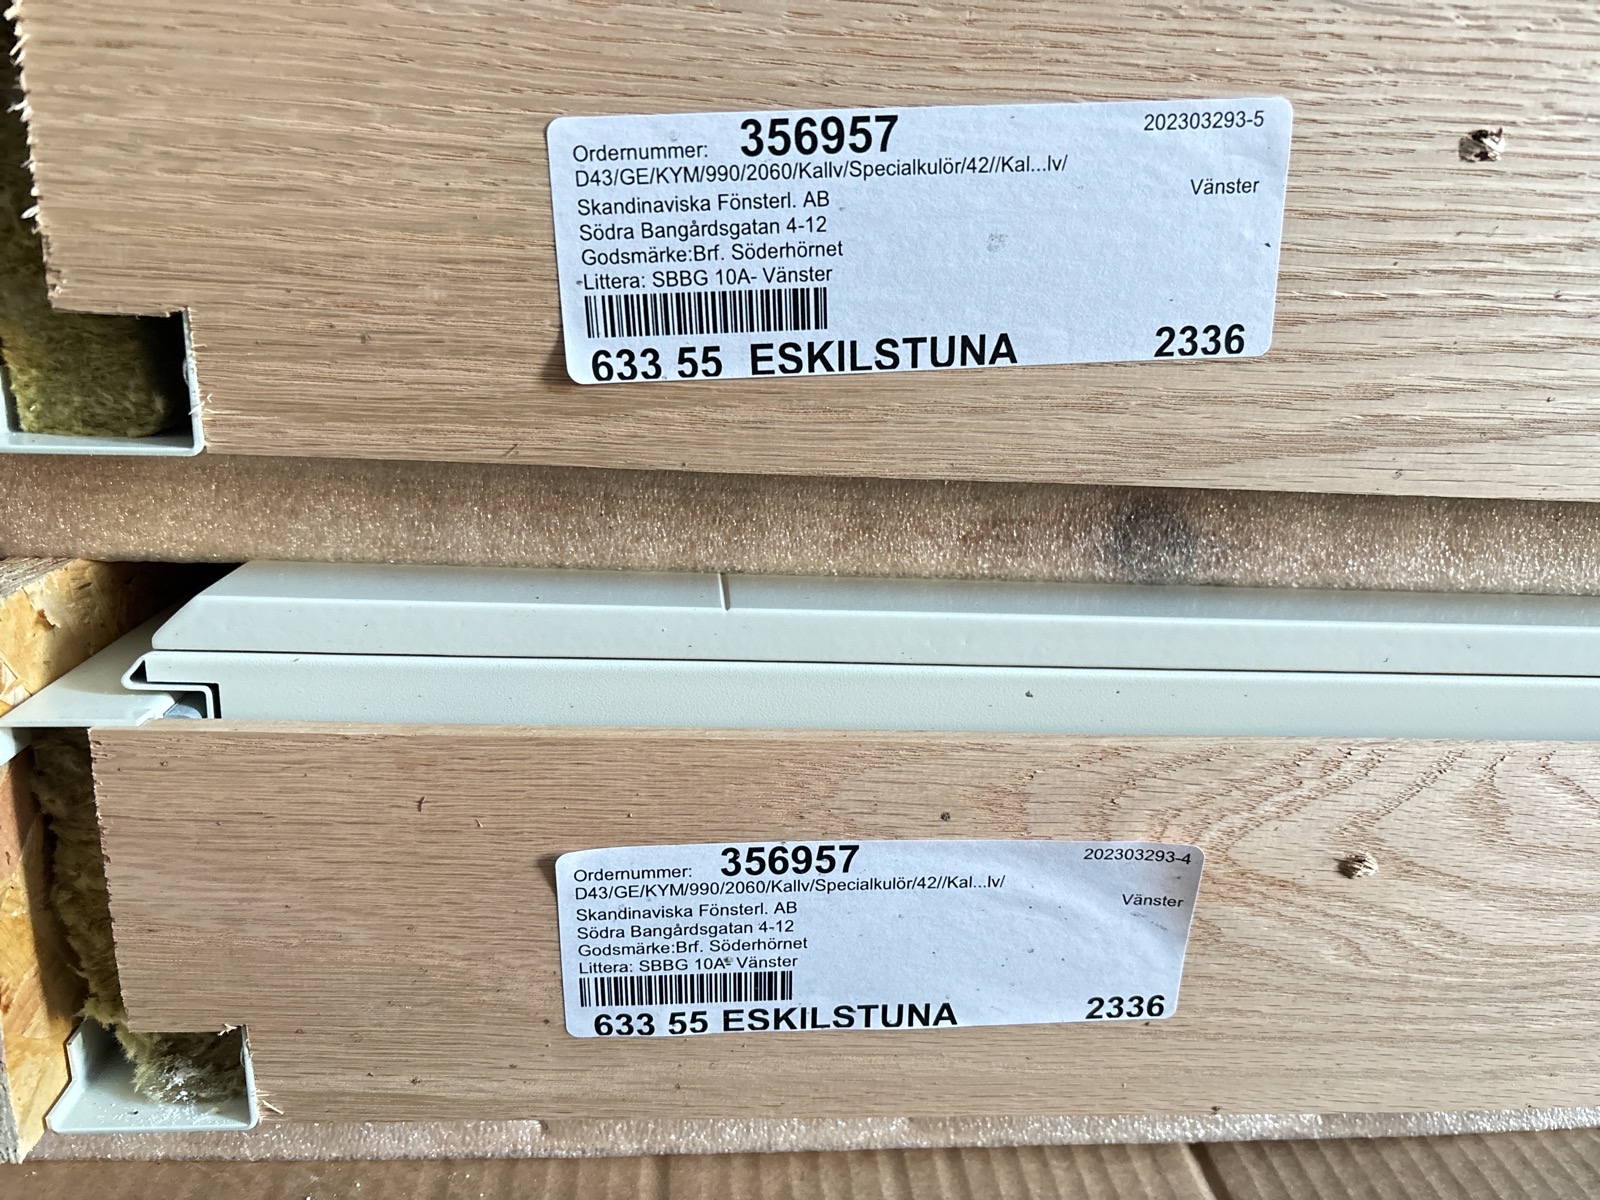 Ordernummer: 356957 202303293-5
D43/GE/KYM/990/2060/Kallv/Specialkulör/42//Kal...lv/
Vänster
Skandinaviska Fönsterl. AB
Södra Bangårdsgatan 4-12
Godsmärke:Brf. Söderhörnet
Littera: SBBG 10A- Vänster
633 55 ESKILSTUNA 2336
Ordernummer: 356957 202303293-4
D43/GE/KYM/990/2060/Kallv/Specialkulör/42//Kal...lv/
Vänster
Skandinaviska Fönsterl. AB
Södra Bangårdsgatan 4-12
Godsmärke:Brf. Söderhörnet
Littera: SBBG 10A- Vänster
633 55 ESKILSTUNA 2336